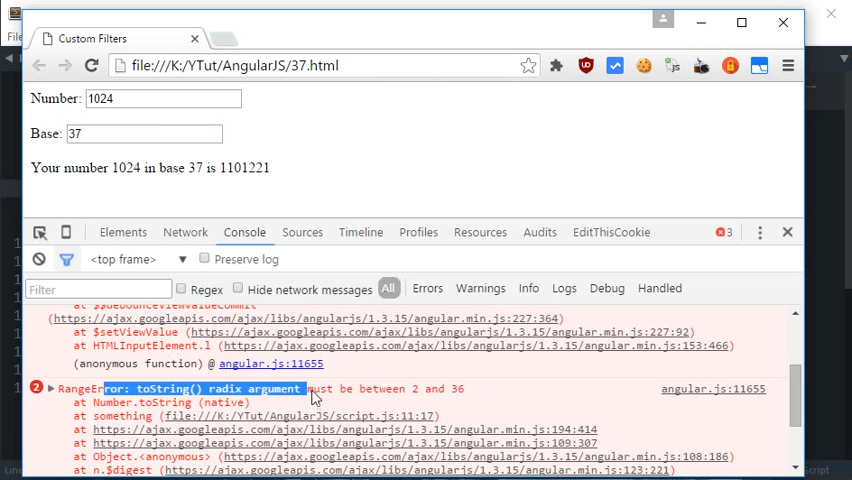 Custom Filters
File
file:///K:/YTut/AngularJS/37.html
Number: 1024
Base: 37
Your number 1024 in base 37 is 1101221
Elements Network Console Sources Timeline Profiles Resources Audits EditThisCookie 3
<top frame> Preserve log
Filter Regex Hide network messages All Errors Warnings Info Logs Debug Handled
at $$debounceViewValueCommit
(https://ajax.googleapis.com/ajax/libs/angularjs/1.3.15/angular.min.js:227:364)
at $setViewValue (https://ajax.googleapis.com/ajax/libs/angularjs/1.3.15/angular.min.js:227:92)
at HTMLInputElement.l (https://ajax.googleapis.com/ajax/libs/angularjs/1.3.15/angular.min.js:153:466)
(anonymous function) @ angular.js:11655
2 RangeError: toString() radix argument must be between 2 and 36 angular.js:11655
at Number.toString (native)
at something (file:///K:/YTut/AngularJS/script.js:11:17)
at https://ajax.googleapis.com/ajax/libs/angularjs/1.3.15/angular.min.js:194:414
at https://ajax.googleapis.com/ajax/libs/angularjs/1.3.15/angular.min.js:109:307
at Object.<anonymous> (https://ajax.googleapis.com/ajax/libs/angularjs/1.3.15/angular.min.js:108:186
at n.$digest (https://ajax.googleapis.com/ajax/libs/angularjs/1.3.15/angular.min.js:123:221)